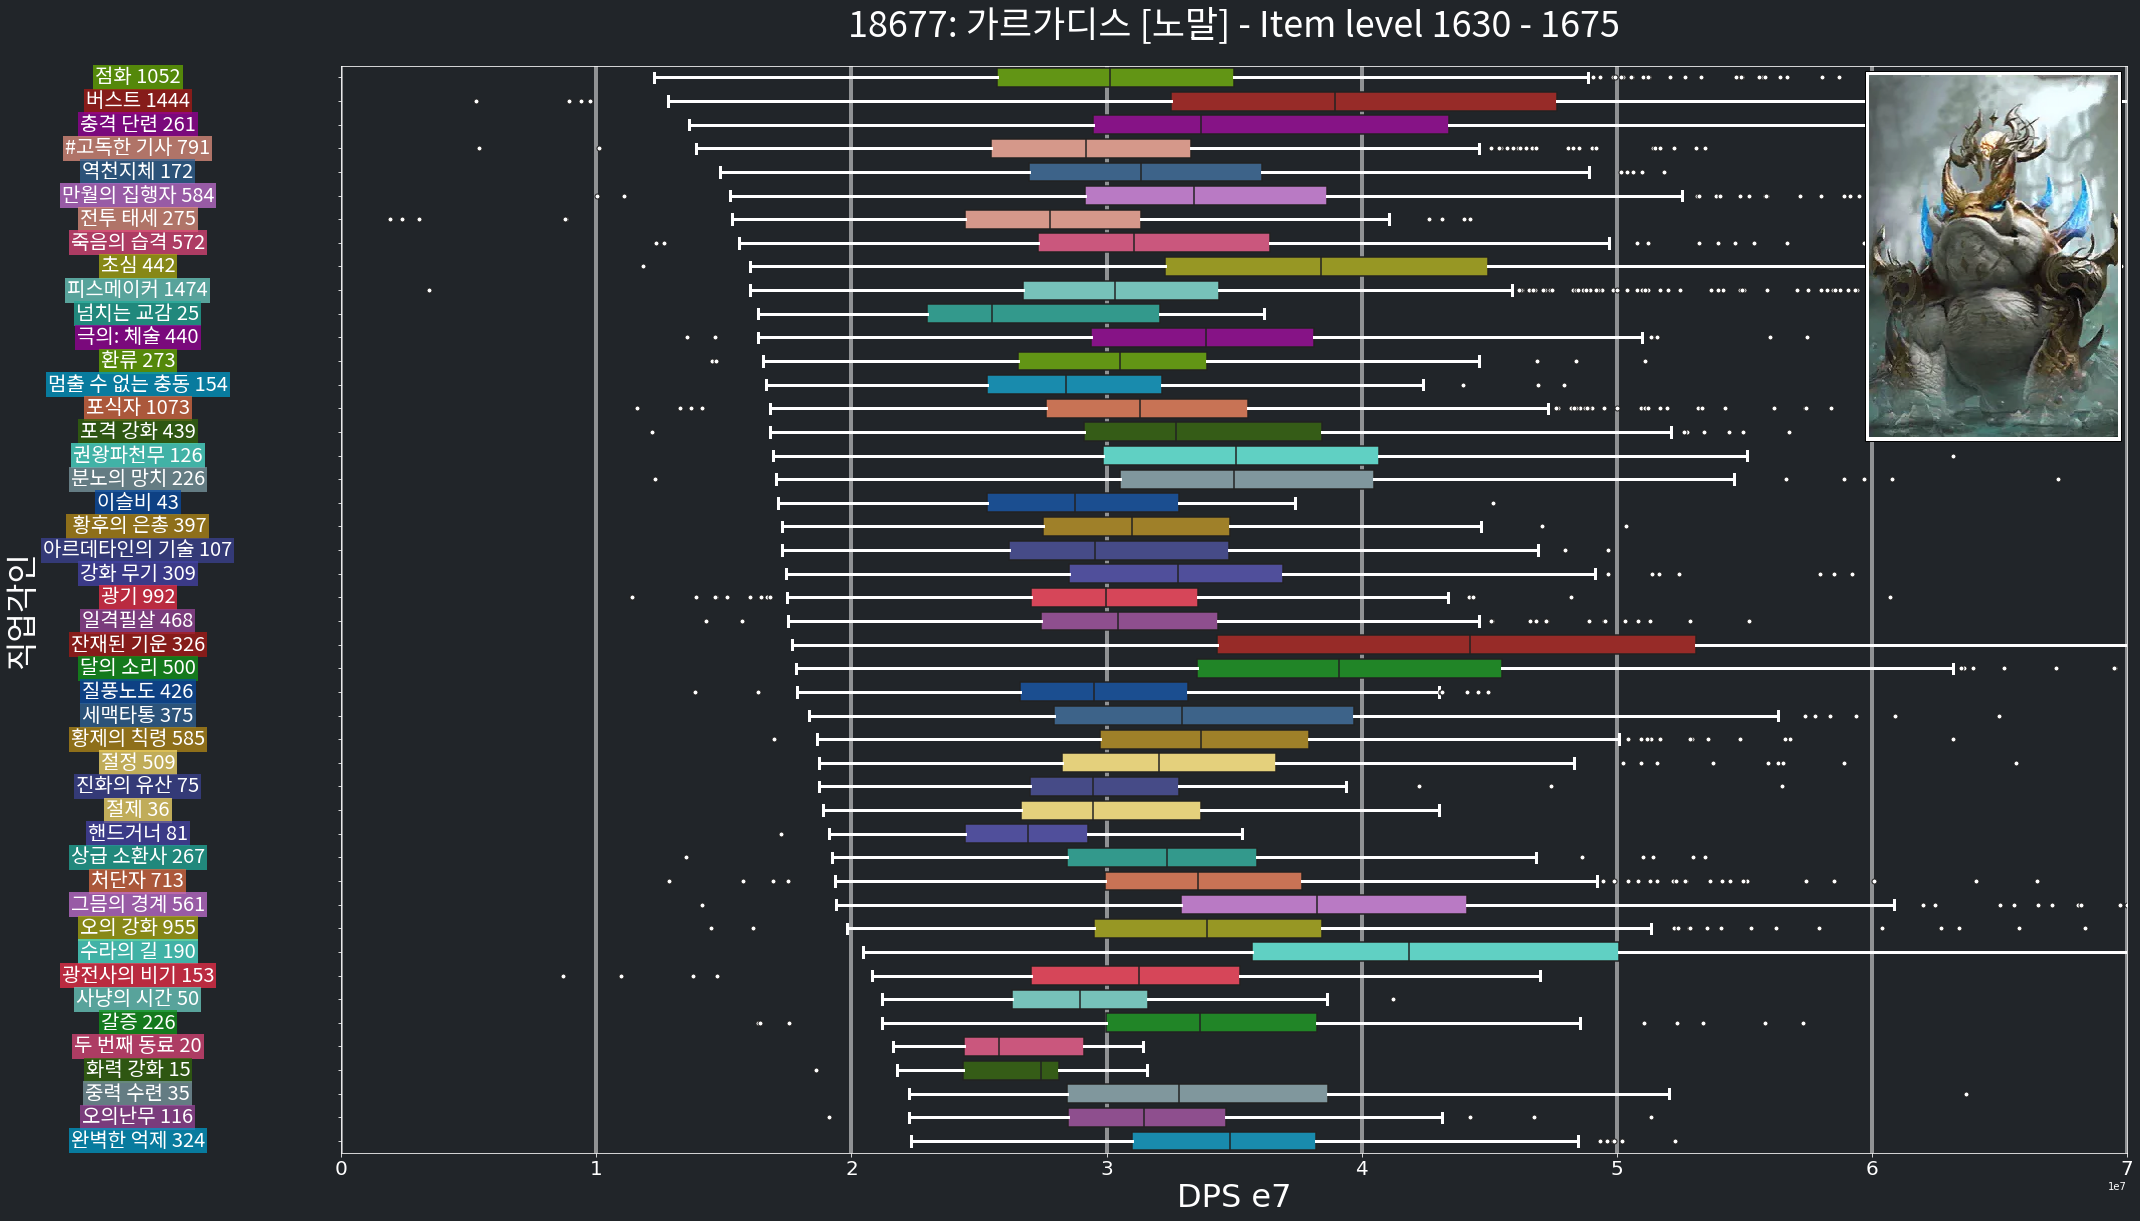 18677: 가르가디스 [노말] - Item level 1630 - 1675
점화 1052
버스트 1444
충격 단련 261
#고독한 기사 791
역천지체 172
만월의 집행자 584
전투 태세 275
죽음의 습격 572
초심 442
피스메이커 1474
넘치는 교감 25
극의: 체술 440
환류 273
멈출 수 없는 충동 154
포식자 1073
포격 강화 439
권왕파천무 126
분노의 망치 226
이슬비 43
황후의 은총 397
아르데타인의 기술 107
강화 무기 309
광기 992
일격필살 468
잔재된 기운 326
달의 소리 500
질풍노도 426
세맥타통 375
황제의 칙령 585
절정 509
진화의 유산 75
절제 36
핸드거너 81
상급 소환사 267
처단자 713
그믐의 경계 561
오의 강화 955
수라의 길 190
광전사의 비기 153
사냥의 시간 50
갈증 226
두 번째 동료 20
화력 강화 15
중력 수련 35
오의난무 116
완벽한 억제 324
직업각인
0 1 2 3 4 5 6 7
DPS e7
1e7